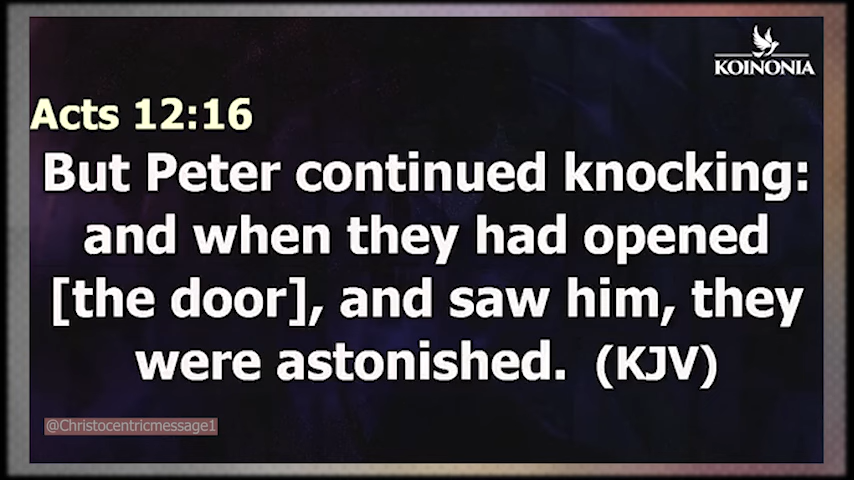 KOINONIA
Acts 12:16
But Peter continued knocking:
and when they had opened
[the door], and saw him, they
were astonished. (KJV)
@Christocentricmessage1